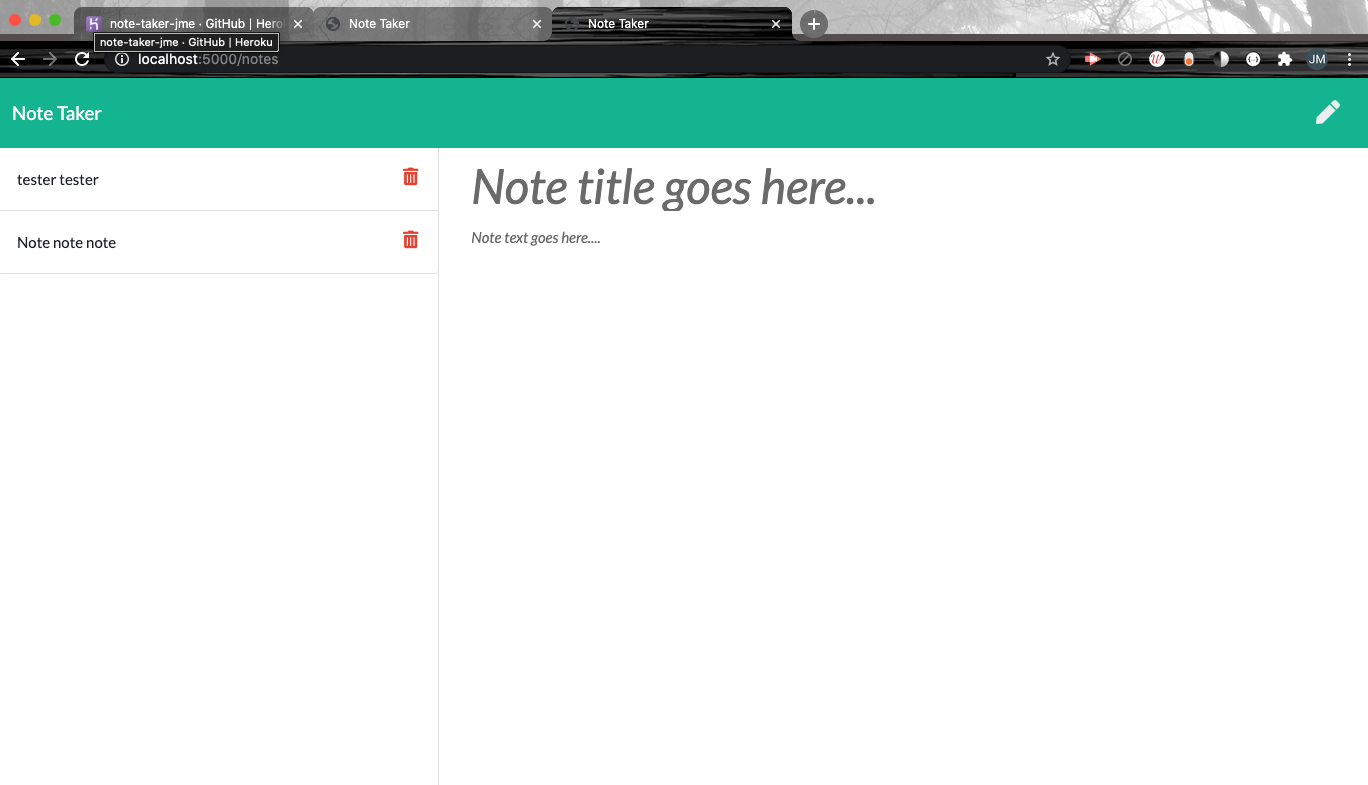 note-taker-jme · GitHub | Hero
Note Taker
Note Taker
note-taker-jme · GitHub | Heroku
localhost:5000/notes
JM
Note Taker
tester tester
Note title goes here...
Note note note
Note text goes here....